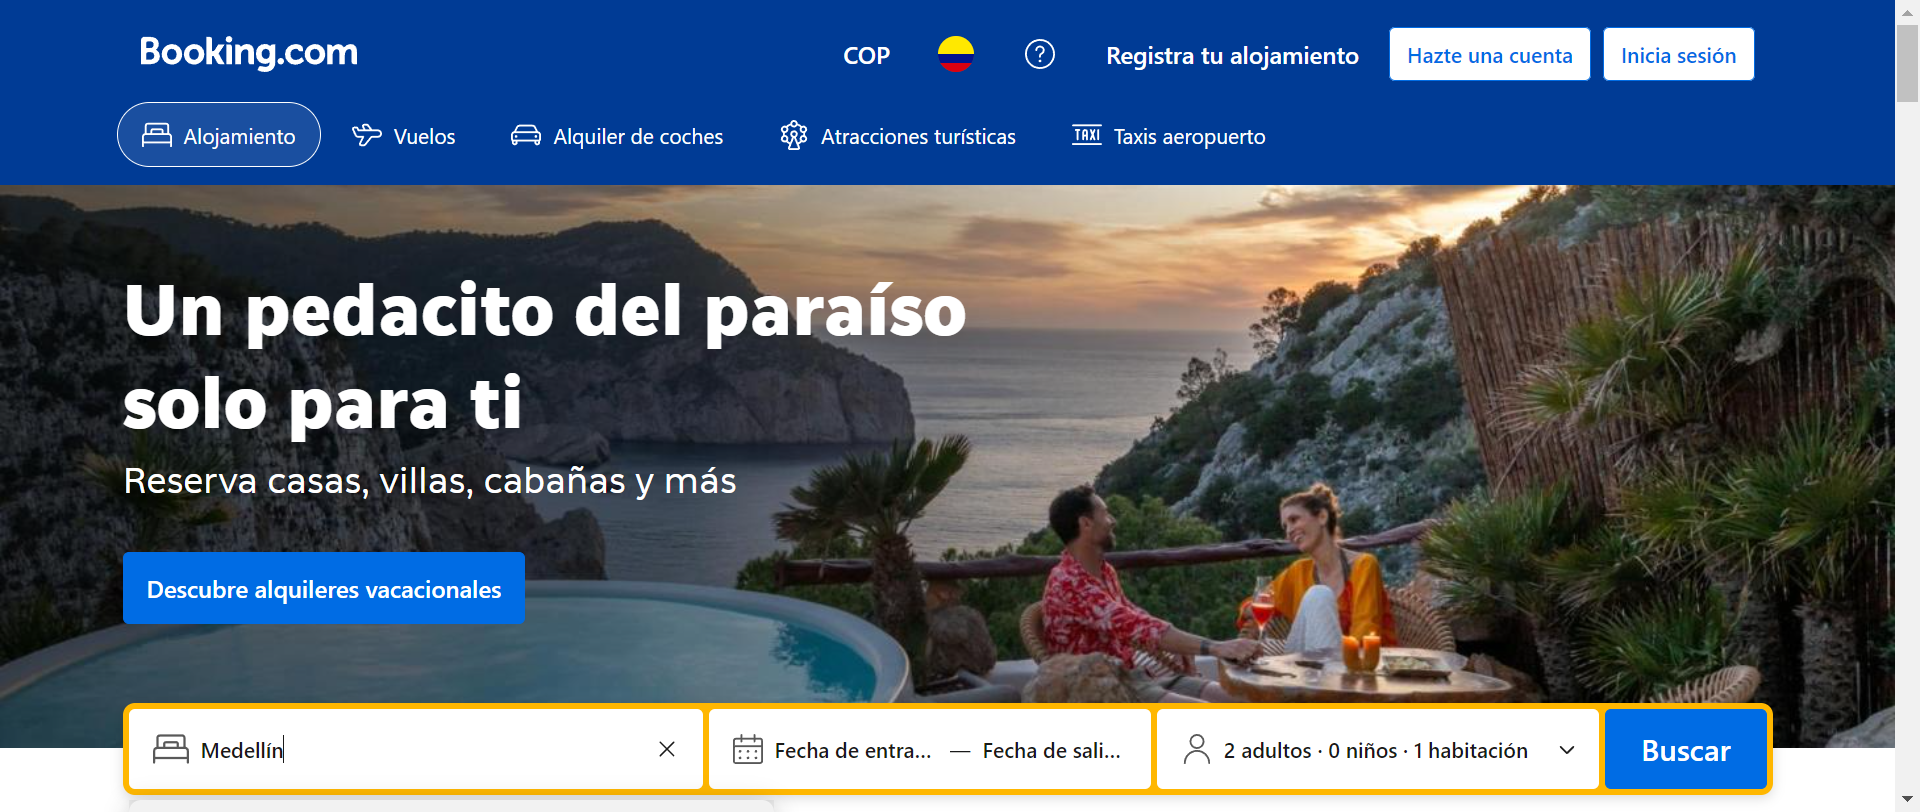 Booking.com
COP
Registra tu alojamiento
Hazte una cuenta
Inicia sesión
Alojamiento
Vuelos
Alquiler de coches
Atracciones turísticas
TAXI
Taxis aeropuerto
Un pedacito del paraíso
solo para ti
Reserva casas, villas, cabañas y más
Descubre alquileres vacacionales
Medellín
Fecha de entra... — Fecha de sali...
2 adultos · 0 niños · 1 habitación
Buscar